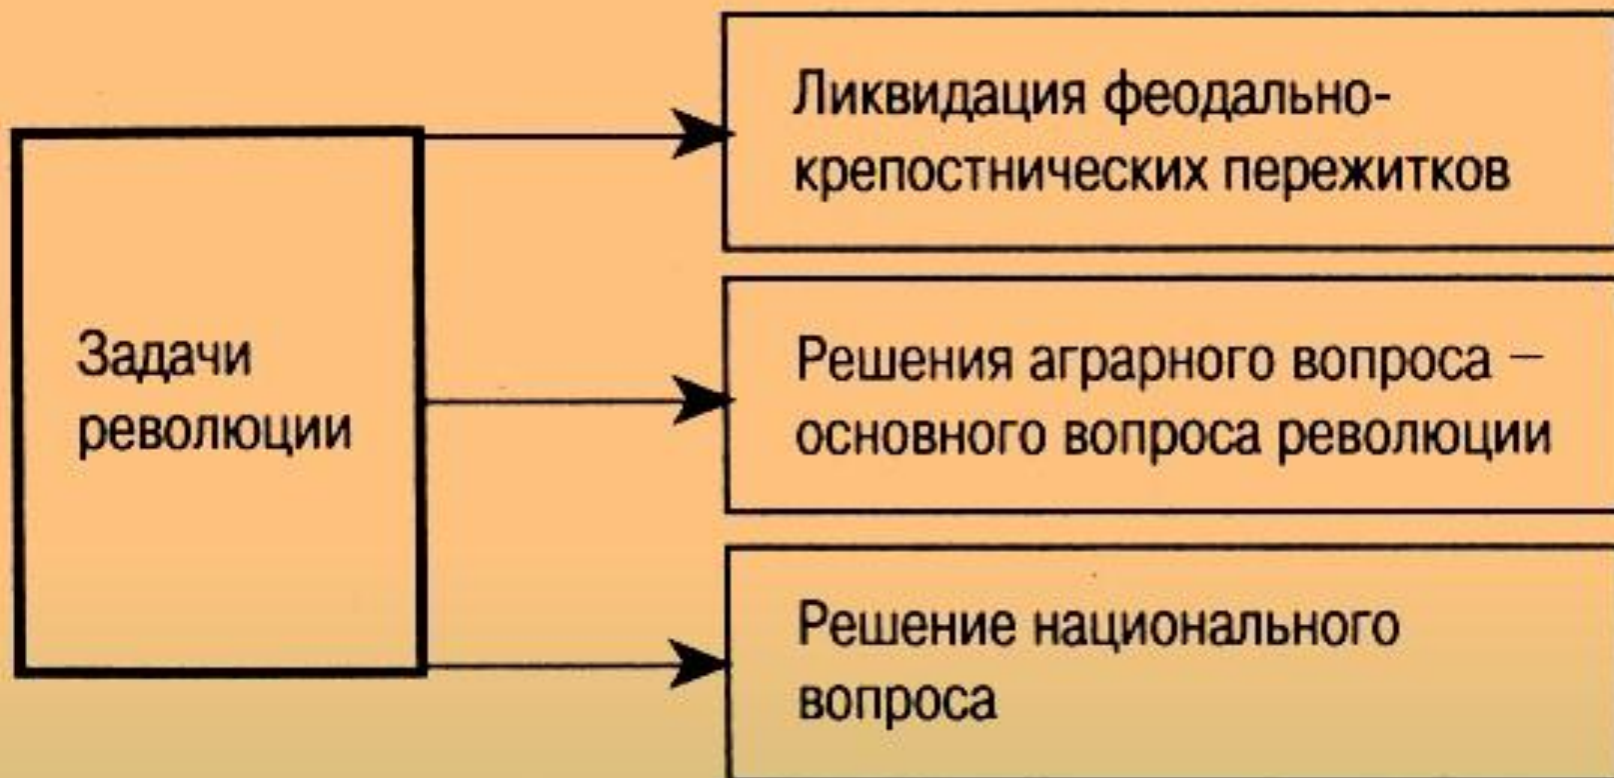 Задачи
революции
Ликвидация феодально-
крепостнических пережитков
Решения аграрного вопроса –
основного вопроса революции
Решение национального
вопроса